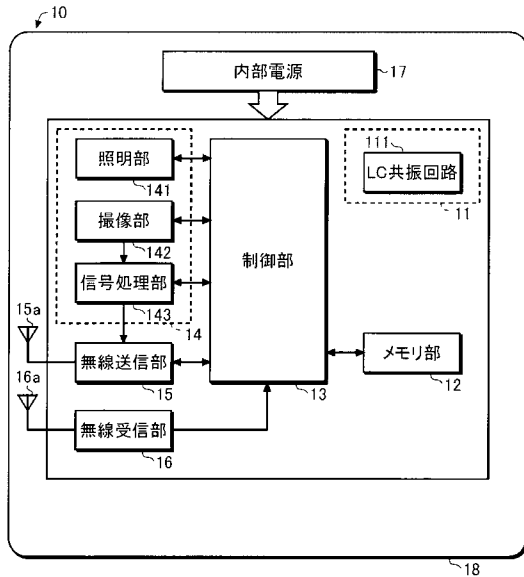 10
内部電源
17
照明部
141
撮像部
142
信号処理部
143
14
制御部
13
111
LC共振回路
11
15a
無線送信部
15
メモリ部
12
16a
無線受信部
16
18